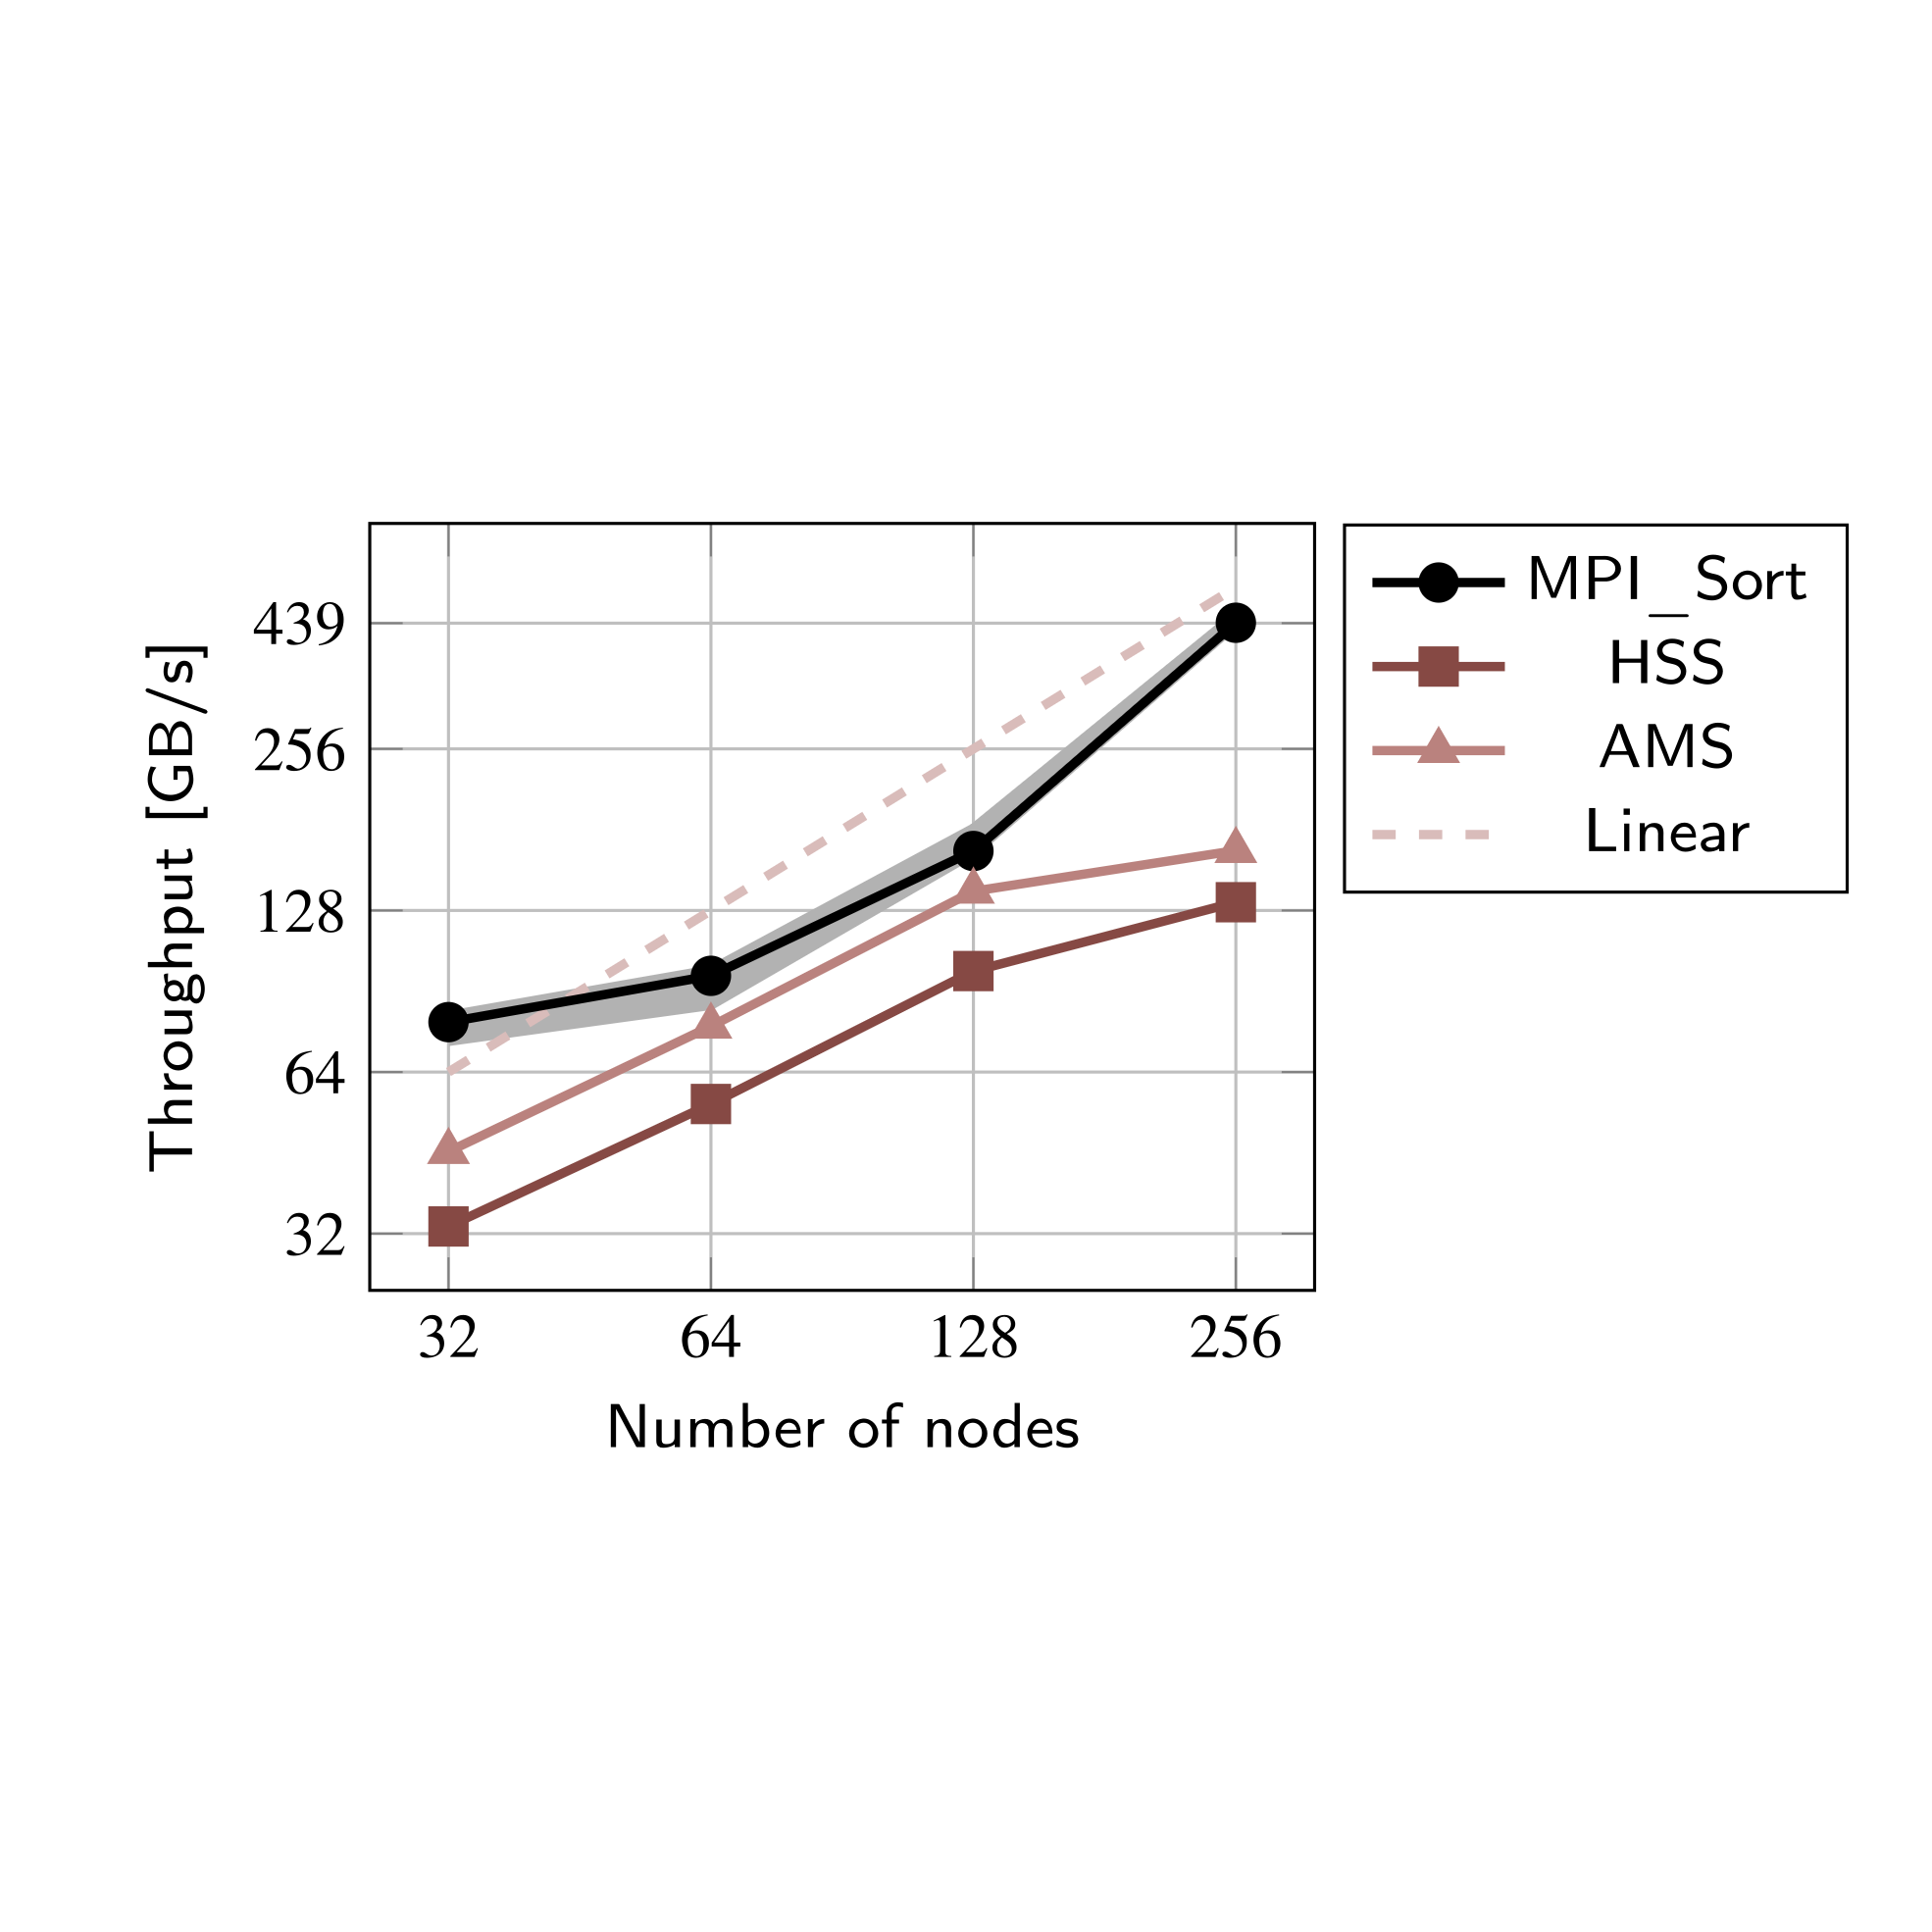 439
256
128
64
32
Throughput [GB/s]
32 64 128 256
Number of nodes
MPI_Sort
HSS
AMS
Linear